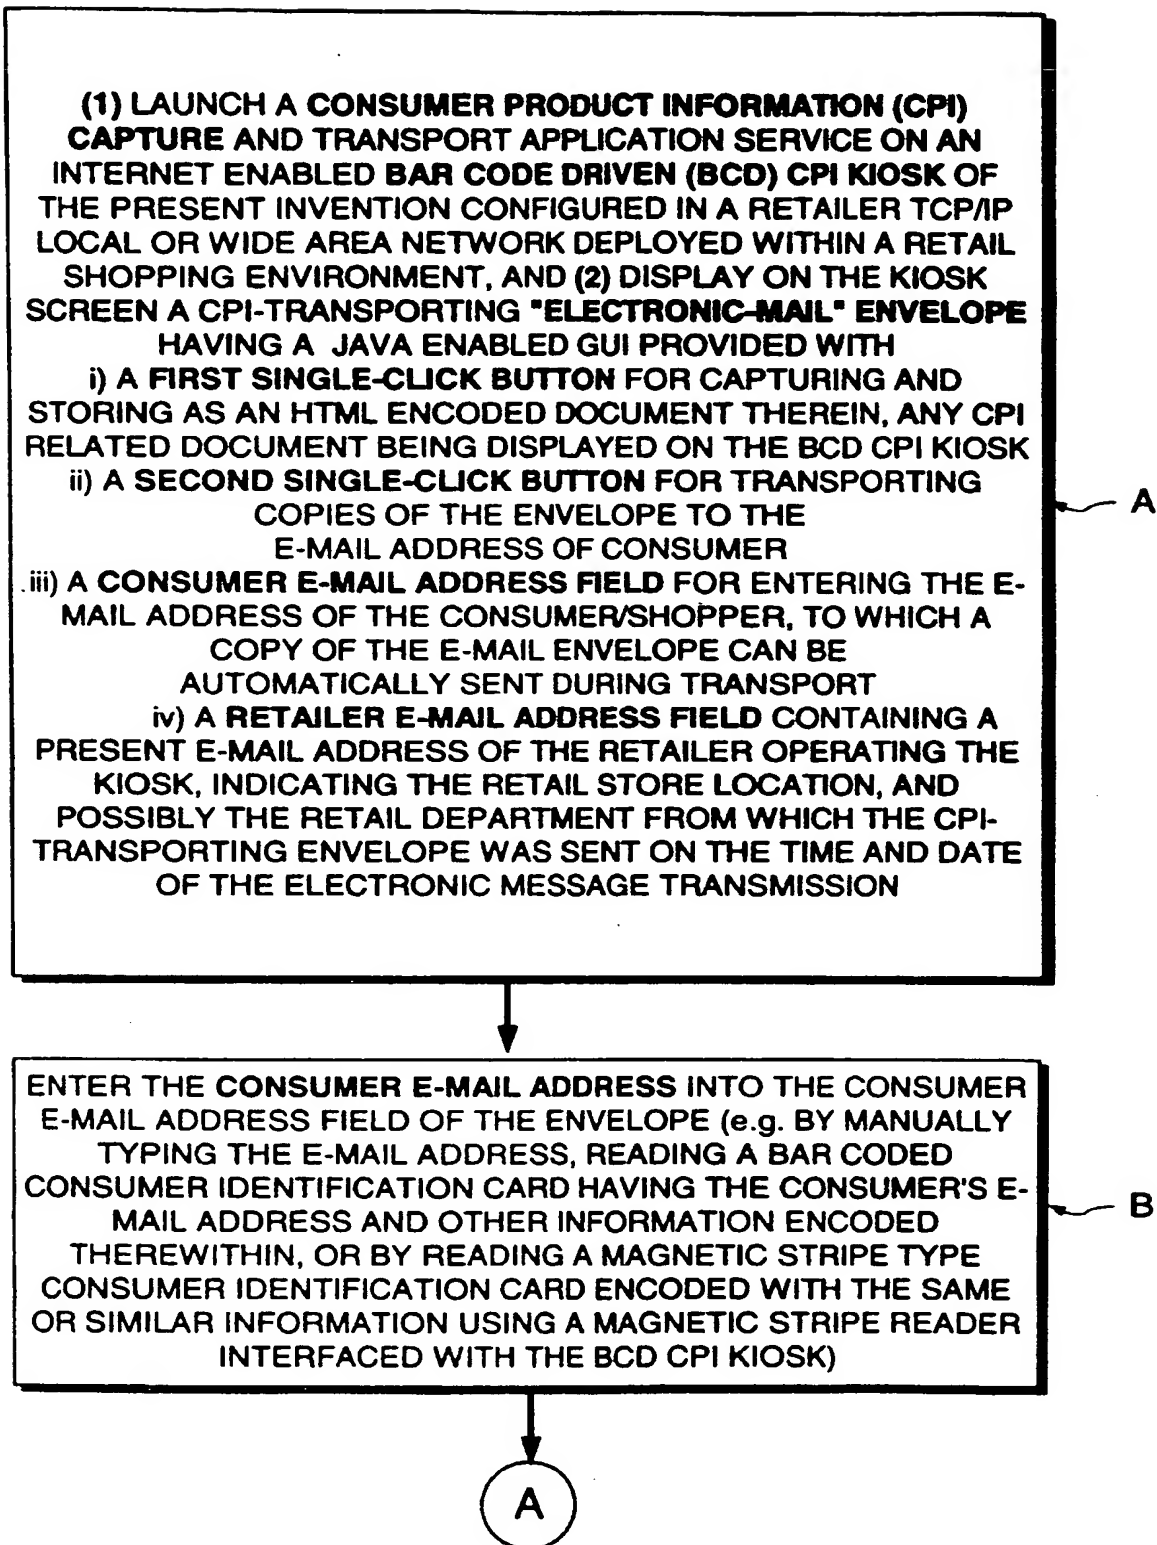 (1) LAUNCH A CONSUMER PRODUCT INFORMATION (CPI)
CAPTURE AND TRANSPORT APPLICATION SERVICE ON AN
INTERNET ENABLED BAR CODE DRIVEN (BCD) CPI KIOSK OF
THE PRESENT INVENTION CONFIGURED IN A RETAILER TCP/IP
LOCAL OR WIDE AREA NETWORK DEPLOYED WITHIN A RETAIL
SHOPPING ENVIRONMENT, AND (2) DISPLAY ON THE KIOSK
SCREEN A CPI-TRANSPORTING "ELECTRONIC-MAIL" ENVELOPE
HAVING A JAVA ENABLED GUI PROVIDED WITH
i) A FIRST SINGLE-CLICK BUTTON FOR CAPTURING AND
STORING AS AN HTML ENCODED DOCUMENT THEREIN, ANY CPI
RELATED DOCUMENT BEING DISPLAYED ON THE BCD CPI KIOSK
ii) A SECOND SINGLE-CLICK BUTTON FOR TRANSPORTING
COPIES OF THE ENVELOPE TO THE
E-MAIL ADDRESS OF CONSUMER
iii) A CONSUMER E-MAIL ADDRESS FIELD FOR ENTERING THE E-
MAIL ADDRESS OF THE CONSUMER/SHOPPER, TO WHICH A
COPY OF THE E-MAIL ENVELOPE CAN BE
AUTOMATICALLY SENT DURING TRANSPORT
iv) A RETAILER E-MAIL ADDRESS FIELD CONTAINING A
PRESENT E-MAIL ADDRESS OF THE RETAILER OPERATING THE
KIOSK, INDICATING THE RETAIL STORE LOCATION, AND
POSSIBLY THE RETAIL DEPARTMENT FROM WHICH THE CPI-
TRANSPORTING ENVELOPE WAS SENT ON THE TIME AND DATE
OF THE ELECTRONIC MESSAGE TRANSMISSION
A
ENTER THE CONSUMER E-MAIL ADDRESS INTO THE CONSUMER
E-MAIL ADDRESS FIELD OF THE ENVELOPE (e.g. BY MANUALLY
TYPING THE E-MAIL ADDRESS, READING A BAR CODED
CONSUMER IDENTIFICATION CARD HAVING THE CONSUMER'S E-
MAIL ADDRESS AND OTHER INFORMATION ENCODED
THEREWITHIN, OR BY READING A MAGNETIC STRIPE TYPE
CONSUMER IDENTIFICATION CARD ENCODED WITH THE SAME
OR SIMILAR INFORMATION USING A MAGNETIC STRIPE READER
INTERFACED WITH THE BCD CPI KIOSK)
B
A